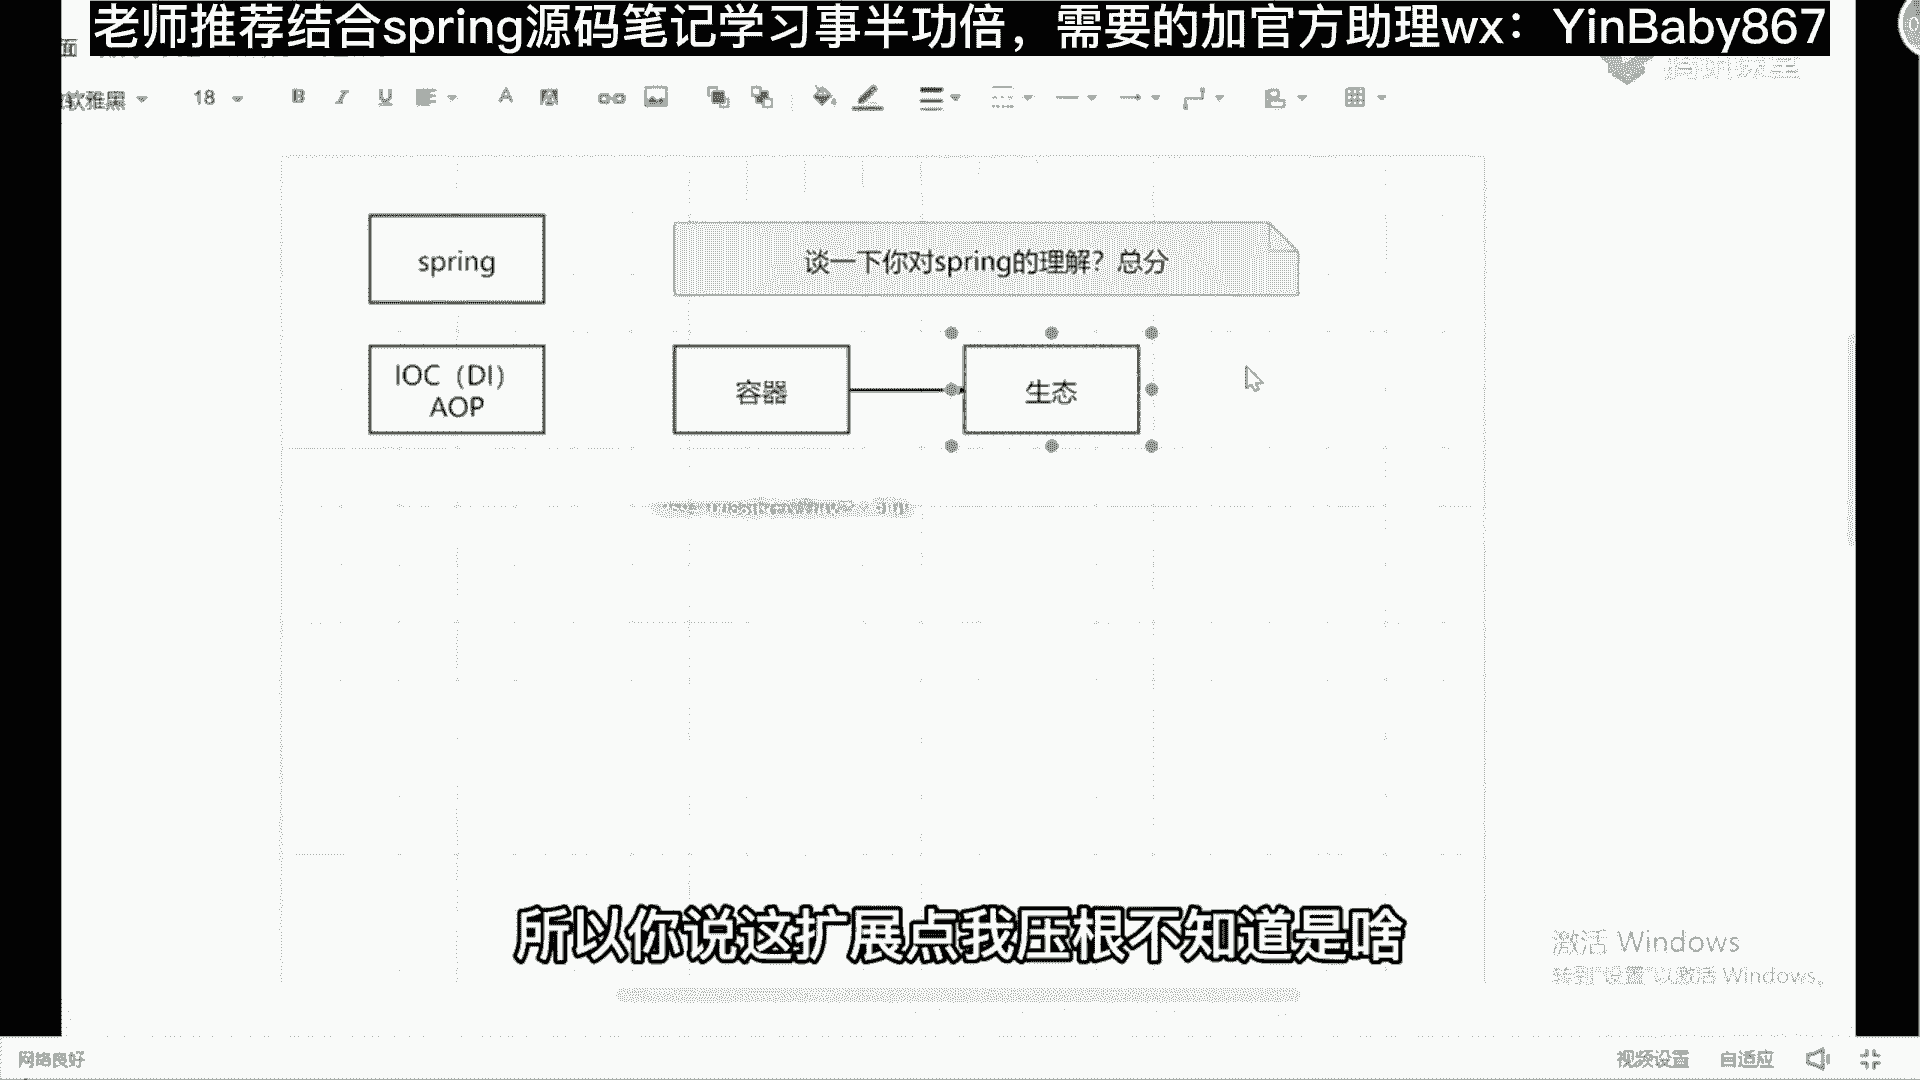 老师推荐结合spring源码笔记学习事半功倍，需要的加官方助理wx：YinBaby867
面
软雅黑
18
B I U A
spring
谈一下你对spring的理解？总分
IOC（DI）
AOP
容器
生态
所以你说这扩展点我压根不知道是啥
激活 Windows
转到"设置"以激活 Windows。
网络良好
视频设置
自适应